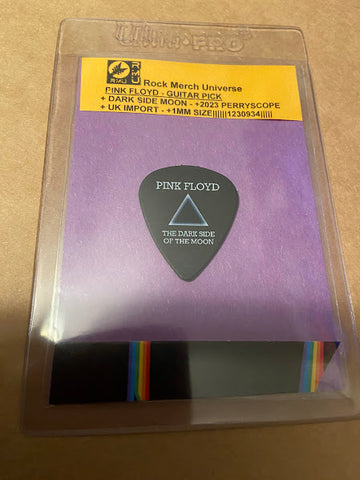 Ultra•PRO
RMU
Rock Merch Universe
PINK FLOYD - GUITAR PICK
+ DARK SIDE MOON - +2023 PERRYSCOPE
+ UK IMPORT - +1MM SIZE||||||1230934|||||
PINK FLOYD
THE DARK SIDE
OF THE MOON